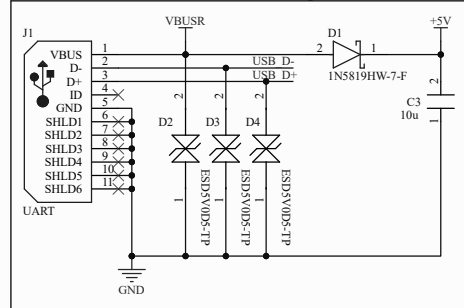 VBUSR
+5V
J1
D1
VBUS 1
D- 2
D+ 3
ID 4
GND 5
SHLD1 6
SHLD2 7
SHLD3 8
SHLD4 9
SHLD5 10
SHLD6 11
UART
USB_D-
USB_D+
2 1
1N5819HW-7-F
2
C3
10u
1
2 2 2
D2 D3 D4
1 1 1
ESD5V0D5-TP
ESD5V0D5-TP
ESD5V0D5-TP
GND